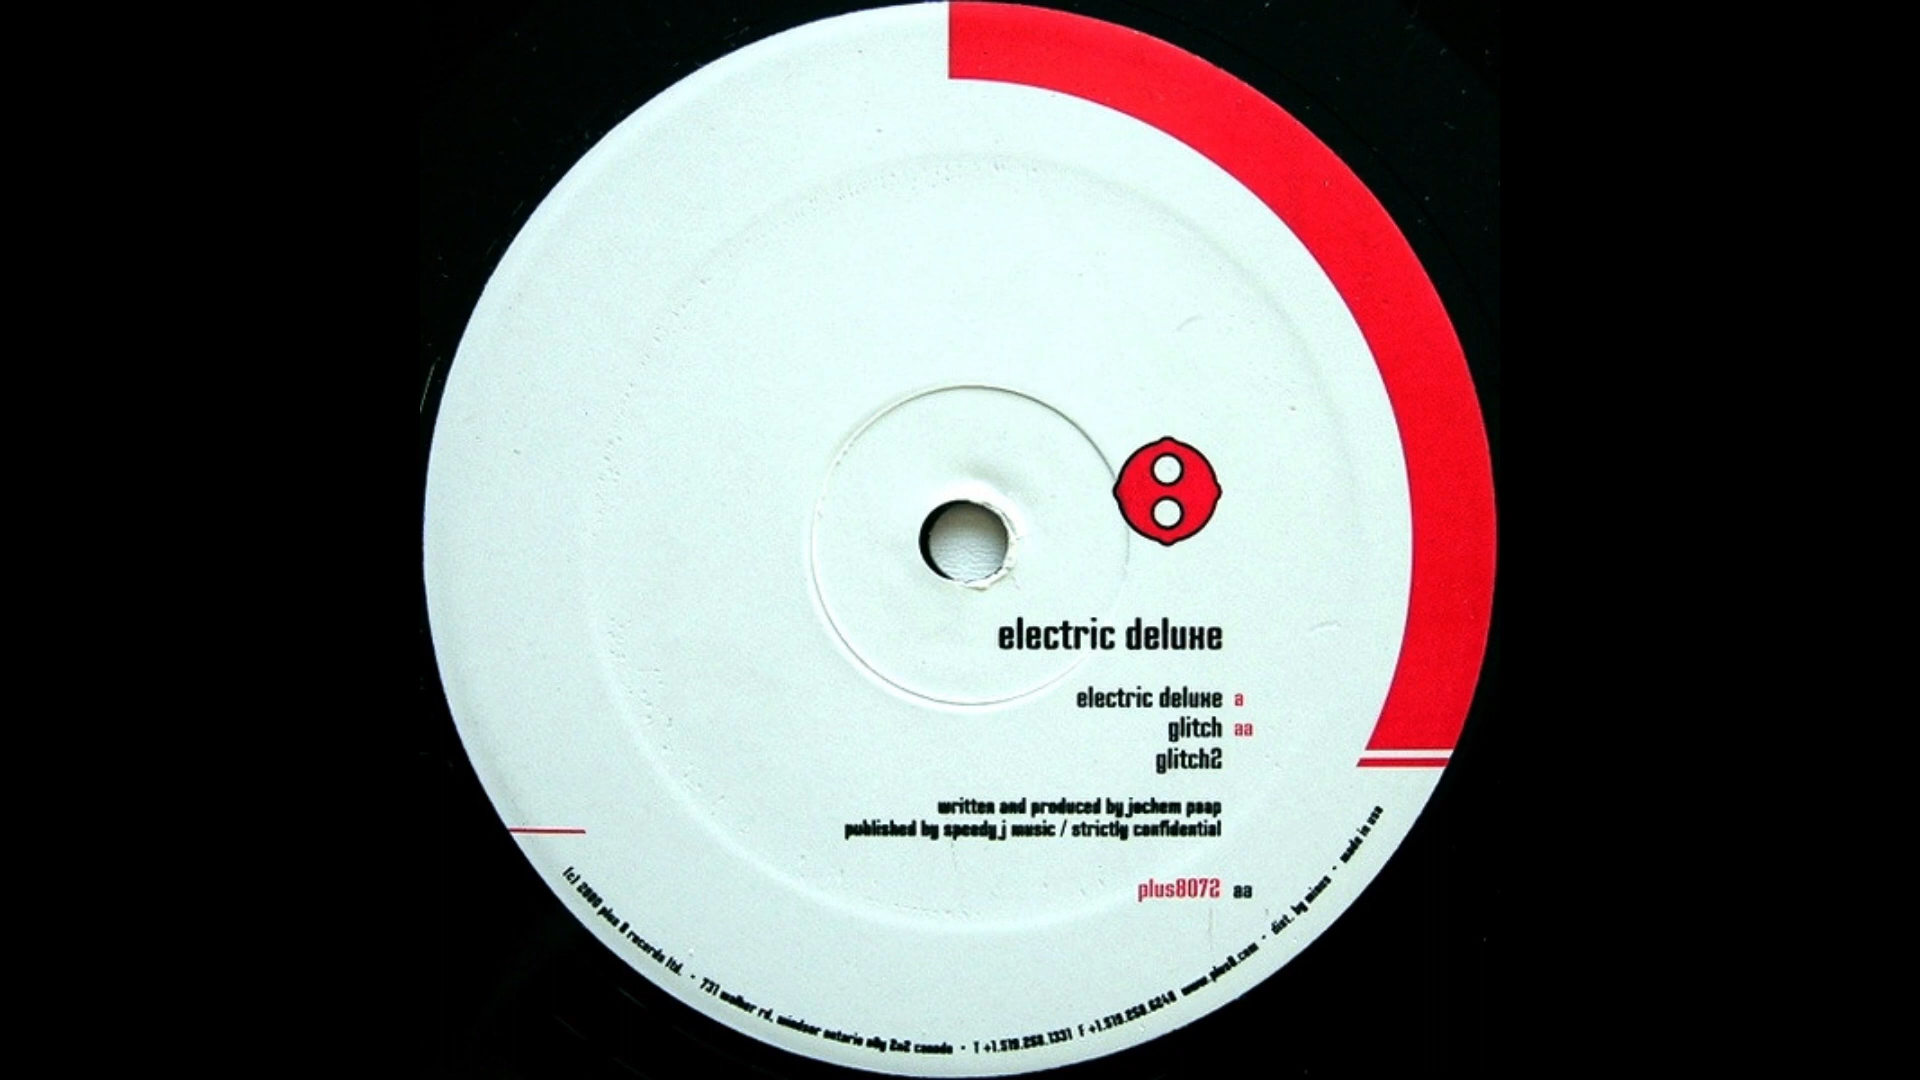 electric deluxe
electric deluxe a
glitch aa
glitch2
written and produced by jochem paap
published by speedy j music / strictly confidential
plus8072 aa
(c) 2000 plus 8 records ltd. · 731 walker rd. windsor ontario n8y 2n2 canada · T +1.519.258.1331 F +1.519.258.6248 www.plus8.com · dist. by minus · made in usa